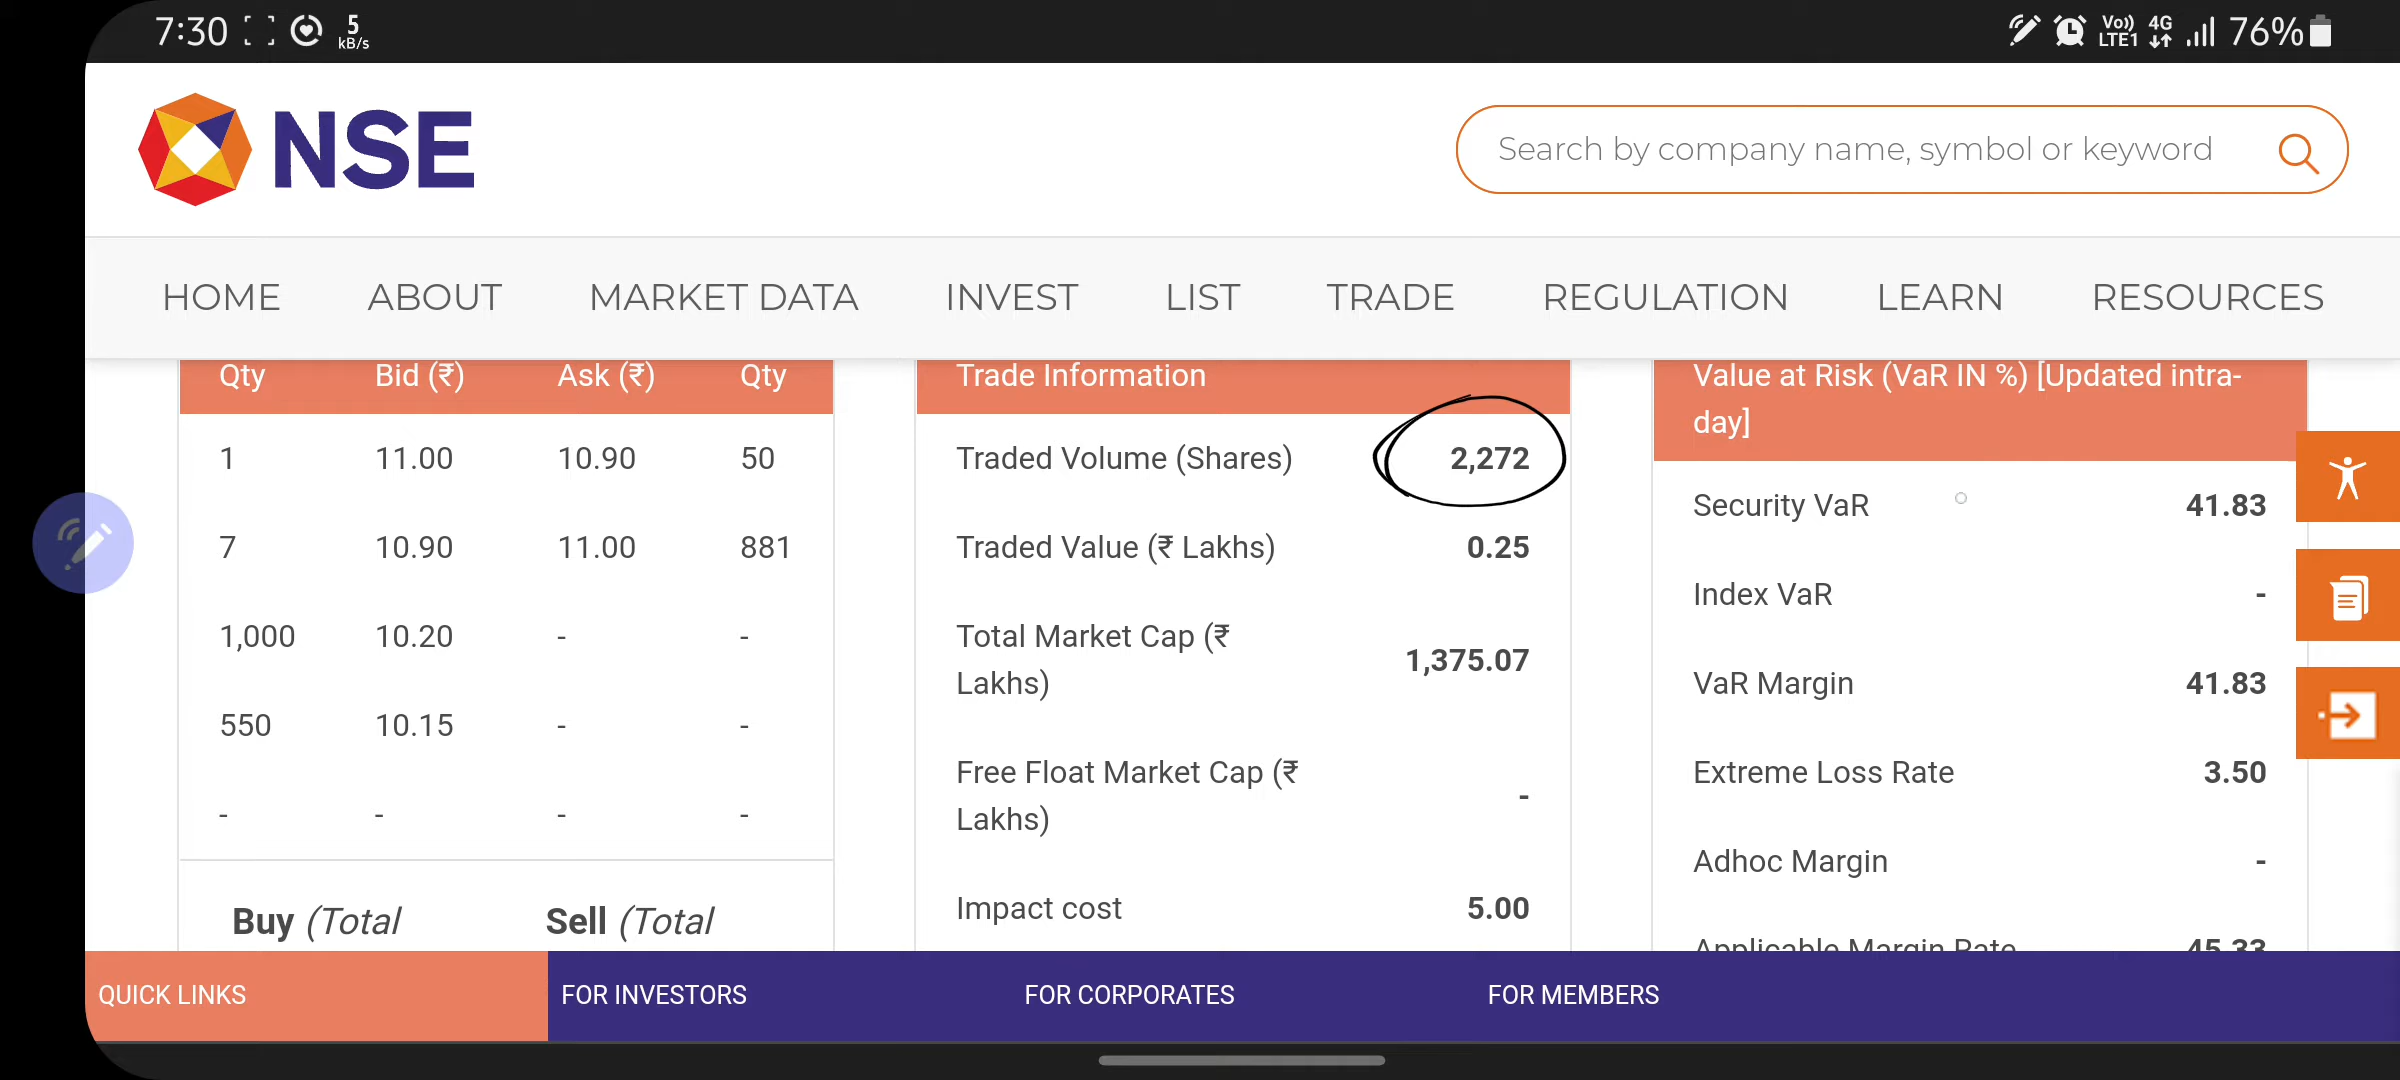 7:30 5 kB/s Vo)) LTE1 4G 76%
NSE
Search by company name, symbol or keyword
HOME ABOUT MARKET DATA INVEST LIST TRADE REGULATION LEARN RESOURCES
Qty Bid (₹) Ask (₹) Qty
1 11.00 10.90 50
7 10.90 11.00 881
1,000 10.20 - -
550 10.15 - -
- - - -
Buy (Total Sell (Total
Trade Information
Traded Volume (Shares) 2,272
Traded Value (₹ Lakhs) 0.25
Total Market Cap (₹
Lakhs) 1,375.07
Free Float Market Cap (₹
Lakhs) -
Impact cost 5.00
Value at Risk (VaR IN %) [Updated intra-
day]
Security VaR 41.83
Index VaR -
VaR Margin 41.83
Extreme Loss Rate 3.50
Adhoc Margin -
Applicable Margin Rate 45.33
QUICK LINKS FOR INVESTORS FOR CORPORATES FOR MEMBERS